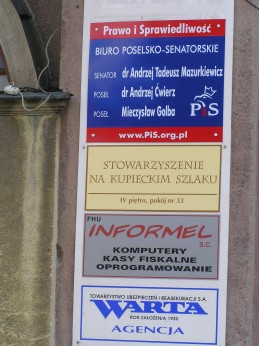 Prawo i Sprawiedliwość
BIURO POSELSKO-SENATORSKIE
SENATOR dr Andrzej Tadeusz Mazurkiewicz
POSEŁ dr Andrzej Ćwierz
POSEŁ Mieczysław Golba
PiS
www.PiS.org.pl
STOWARZYSZENIE
NA KUPIECKIM SZLAKU
IV piętro, pokój nr 33
FHU
INFORMEL
S.C.
KOMPUTERY
KASY FISKALNE
OPROGRAMOWANIE
TOWARZYSTWO UBEZPIECZEŃ I REASEKURACJI S.A.
WARTA
ROK ZAŁOŻENIA 1920
AGENCJA